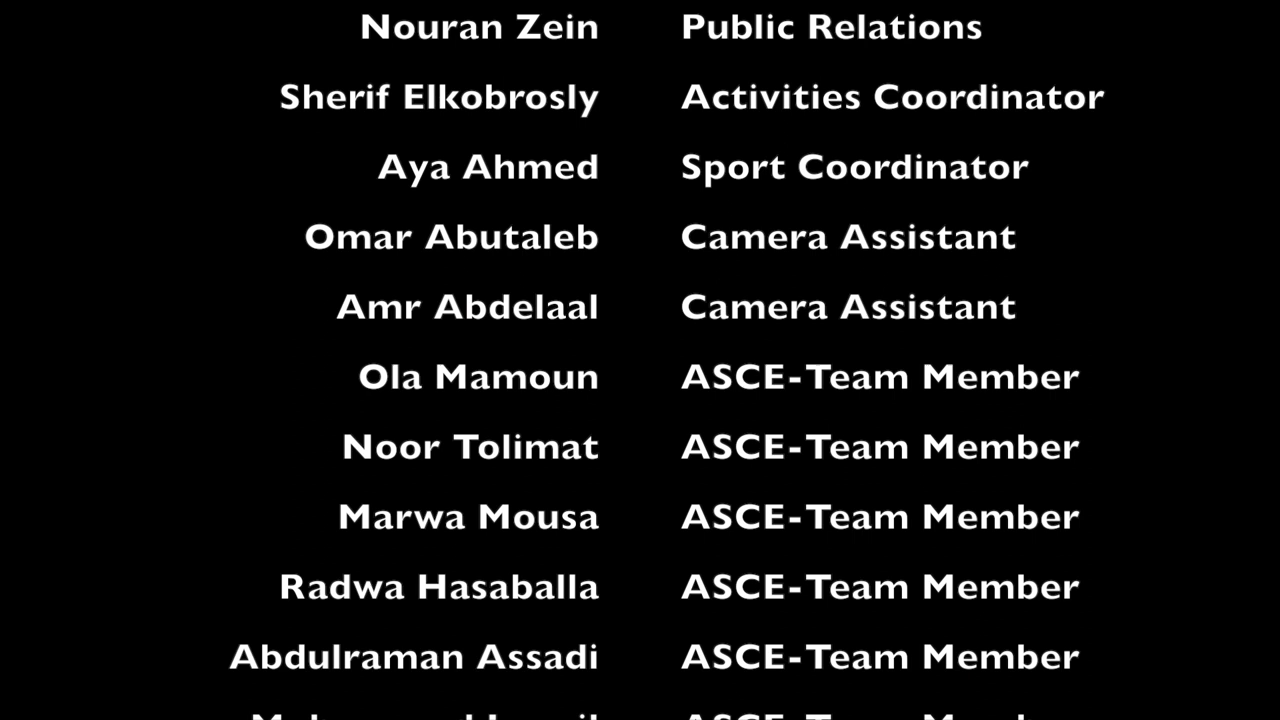 Nouran Zein Public Relations
Sherif Elkobrosly Activities Coordinator
Aya Ahmed Sport Coordinator
Omar Abutaleb Camera Assistant
Amr Abdelaal Camera Assistant
Ola Mamoun ASCE-Team Member
Noor Tolimat ASCE-Team Member
Marwa Mousa ASCE-Team Member
Radwa Hasaballa ASCE-Team Member
Abdulraman Assadi ASCE-Team Member